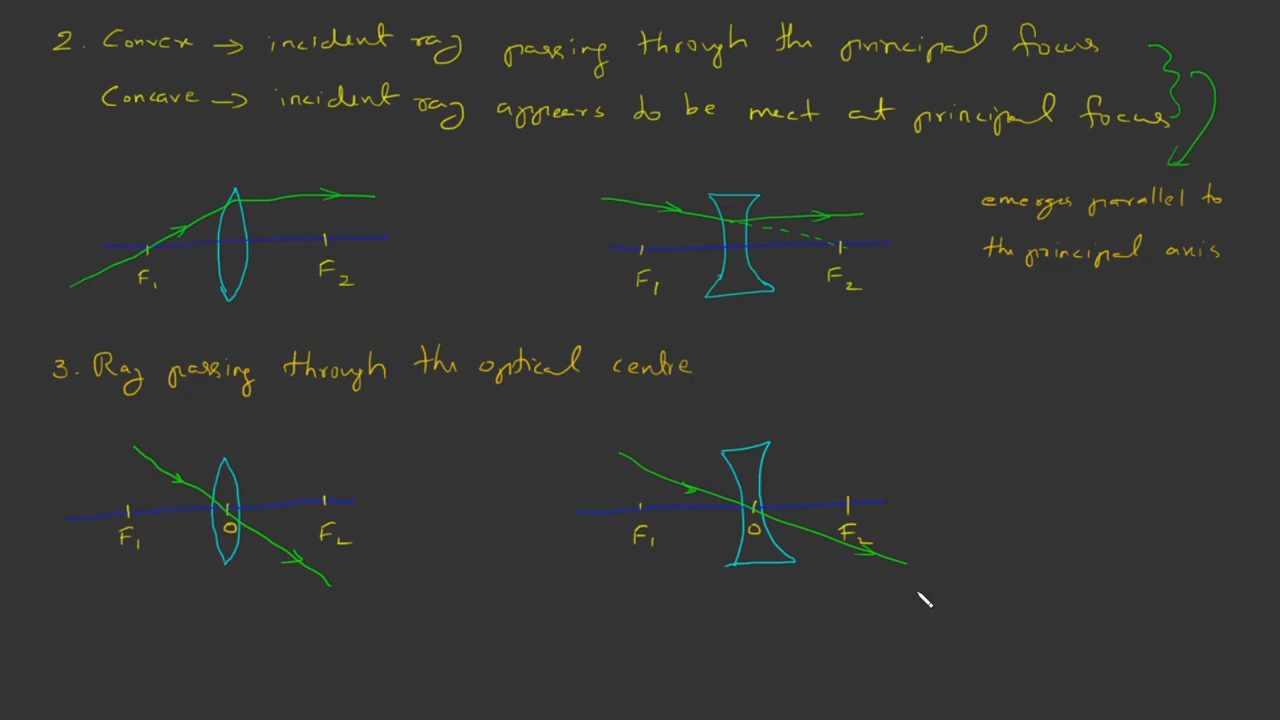 2. Convex → incident ray passing through the principal focus
Concave → incident ray appears to be meet at principal focus
emerges parallel to
the principal axis
F1 F2
F1 F2
3. Ray passing through the optical centre
F1 O F2
F1 O F2